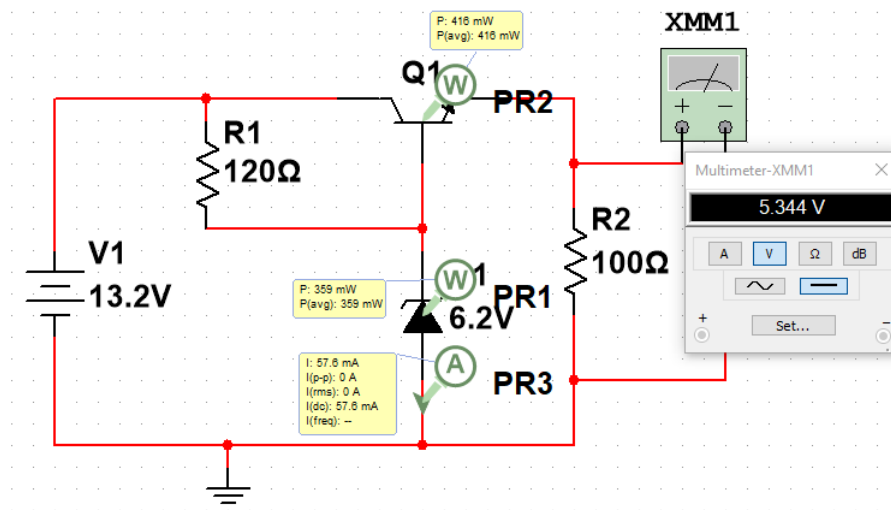 P: 416 mW
P(avg): 416 mW
XMM1
Q1
W
PR2
R1
120Ω
+ −
Multimeter-XMM1
5.344 V
A V Ω dB
+
Set...
−
R2
100Ω
V1
13.2V
P: 359 mW
P(avg): 359 mW
W
1
PR1
6.2V
I: 57.6 mA
I(p-p): 0 A
I(rms): 0 A
I(dc): 57.6 mA
I(freq): --
A
PR3